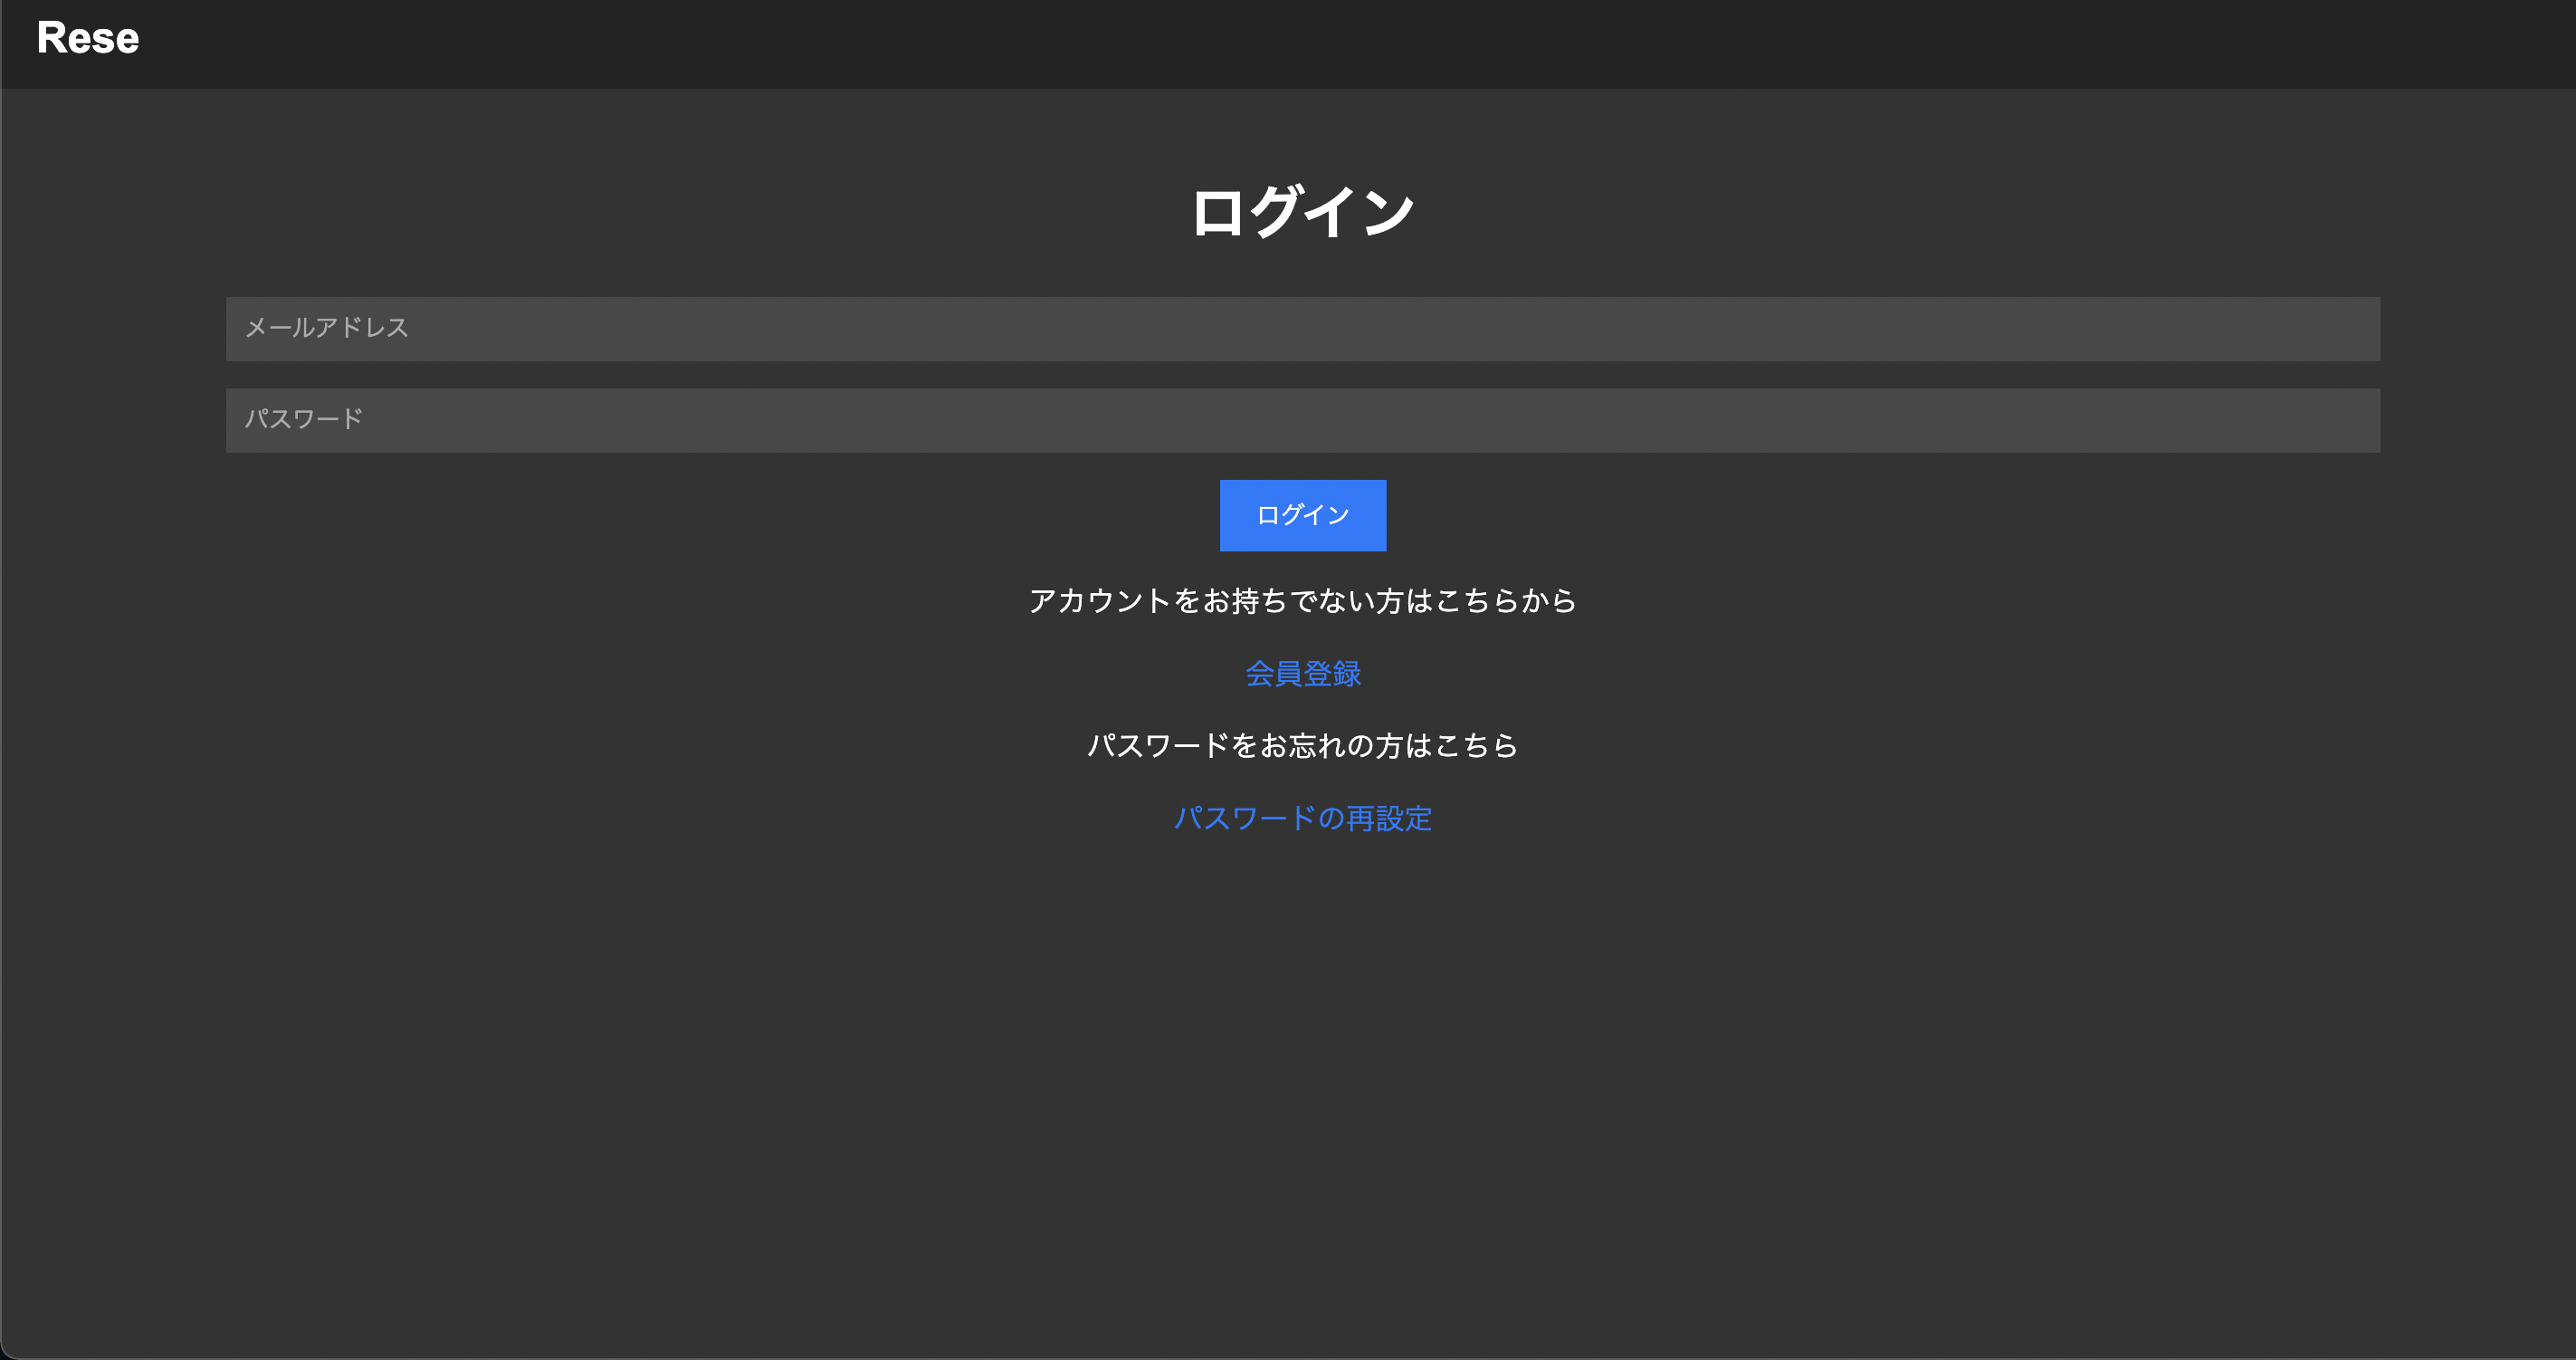 Rese
ログイン
メールアドレス
パスワード
ログイン
アカウントをお持ちでない方はこちらから
会員登録
パスワードをお忘れの方はこちら
パスワードの再設定